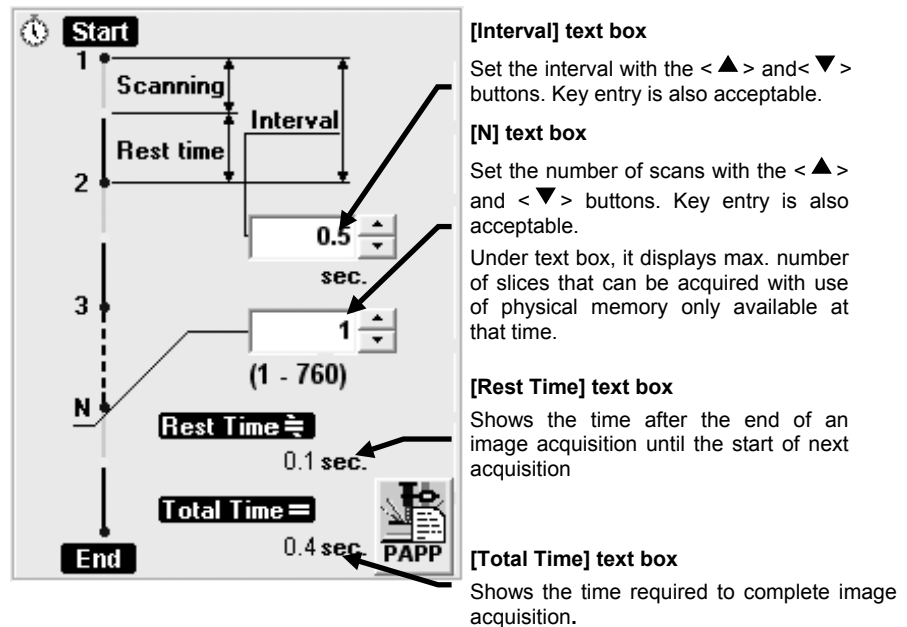 Start
1
Scanning
Interval
Rest time
2
0.5
sec.
3
1
(1 - 760)
N
Rest Time≒
0.1 sec.
Total Time=
0.4 sec.
PAPP
End
[Interval] text box
Set the interval with the < ▲ > and< ▼ >
buttons. Key entry is also acceptable.
[N] text box
Set the number of scans with the < ▲ >
and < ▼ > buttons. Key entry is also
acceptable.
Under text box, it displays max. number
of slices that can be acquired with use
of physical memory only available at
that time.
[Rest Time] text box
Shows the time after the end of an
image acquisition until the start of next
acquisition
[Total Time] text box
Shows the time required to complete image
acquisition.